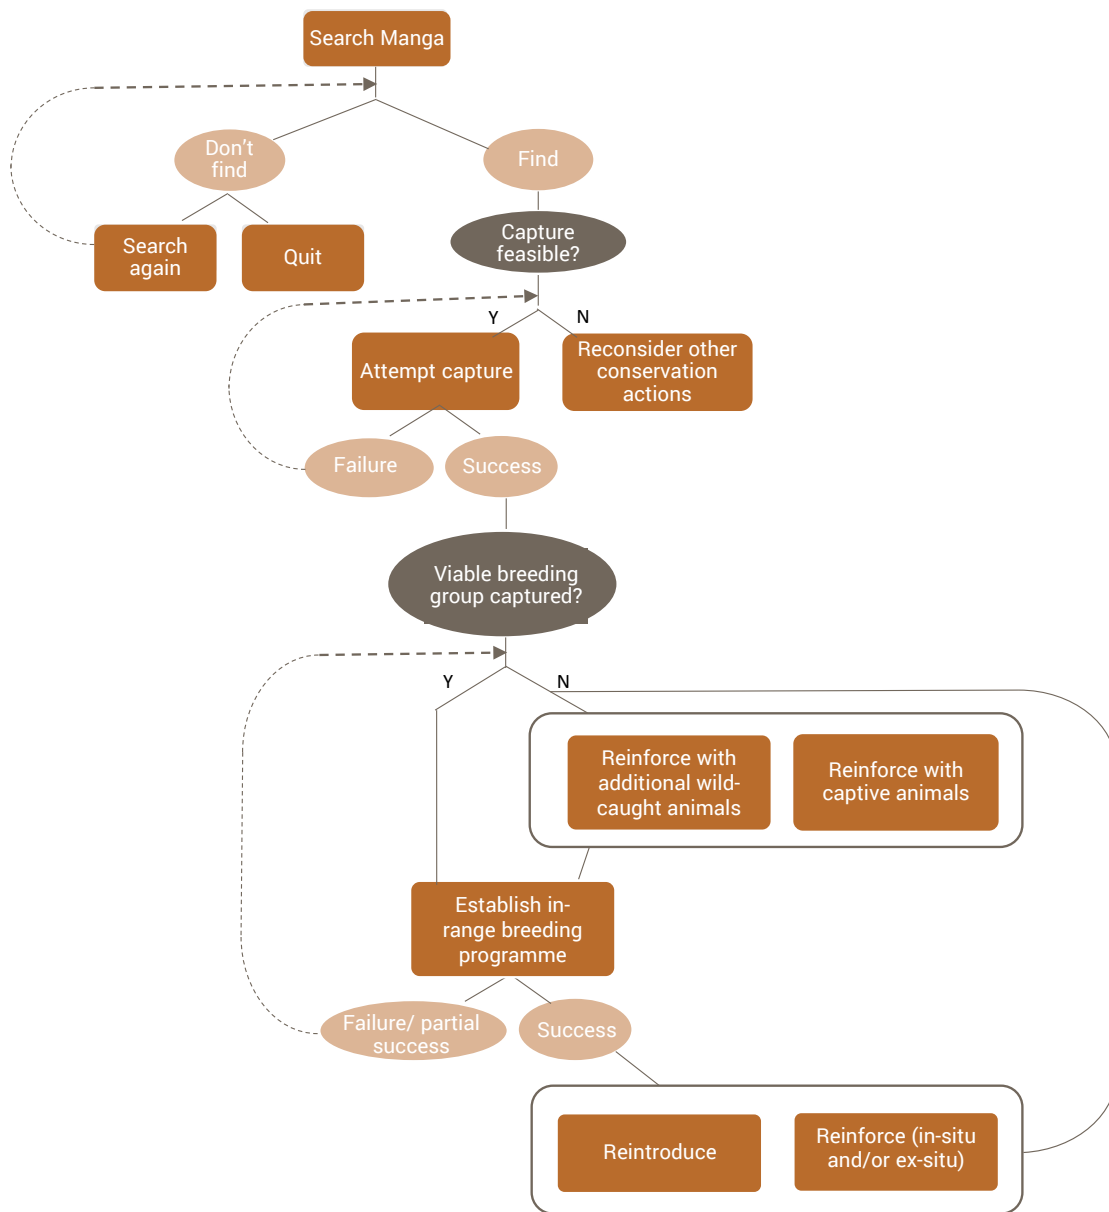 Search Manga
Don't
find
Find
Search
again
Quit
Capture
feasible?
Y
N
Attempt capture
Reconsider other
conservation
actions
Failure
Success
Viable breeding
group captured?
Y
N
Reinforce with
additional wild-
caught animals
Reinforce with
captive animals
Establish in-
range breeding
programme
Failure/ partial
success
Success
Reintroduce
Reinforce (in-situ
and/or ex-situ)